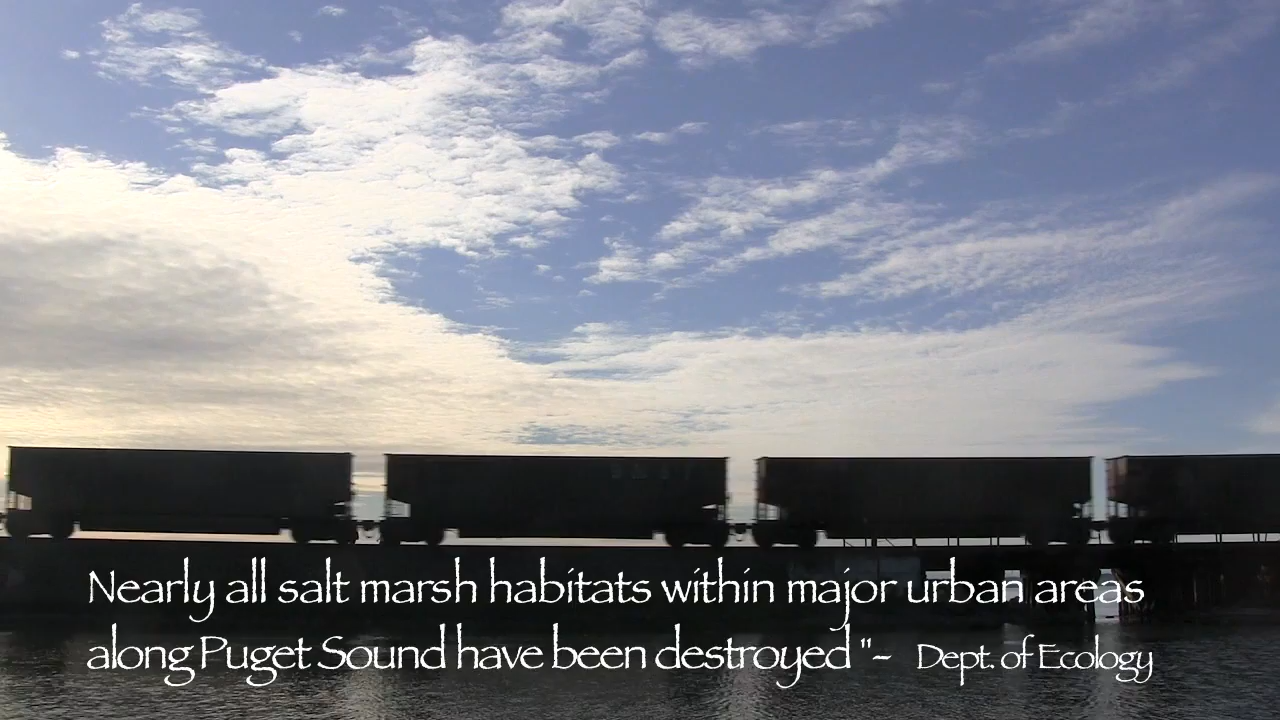 Nearly all salt marsh habitats within major urban areas
along Puget Sound have been destroyed "- Dept. of Ecology